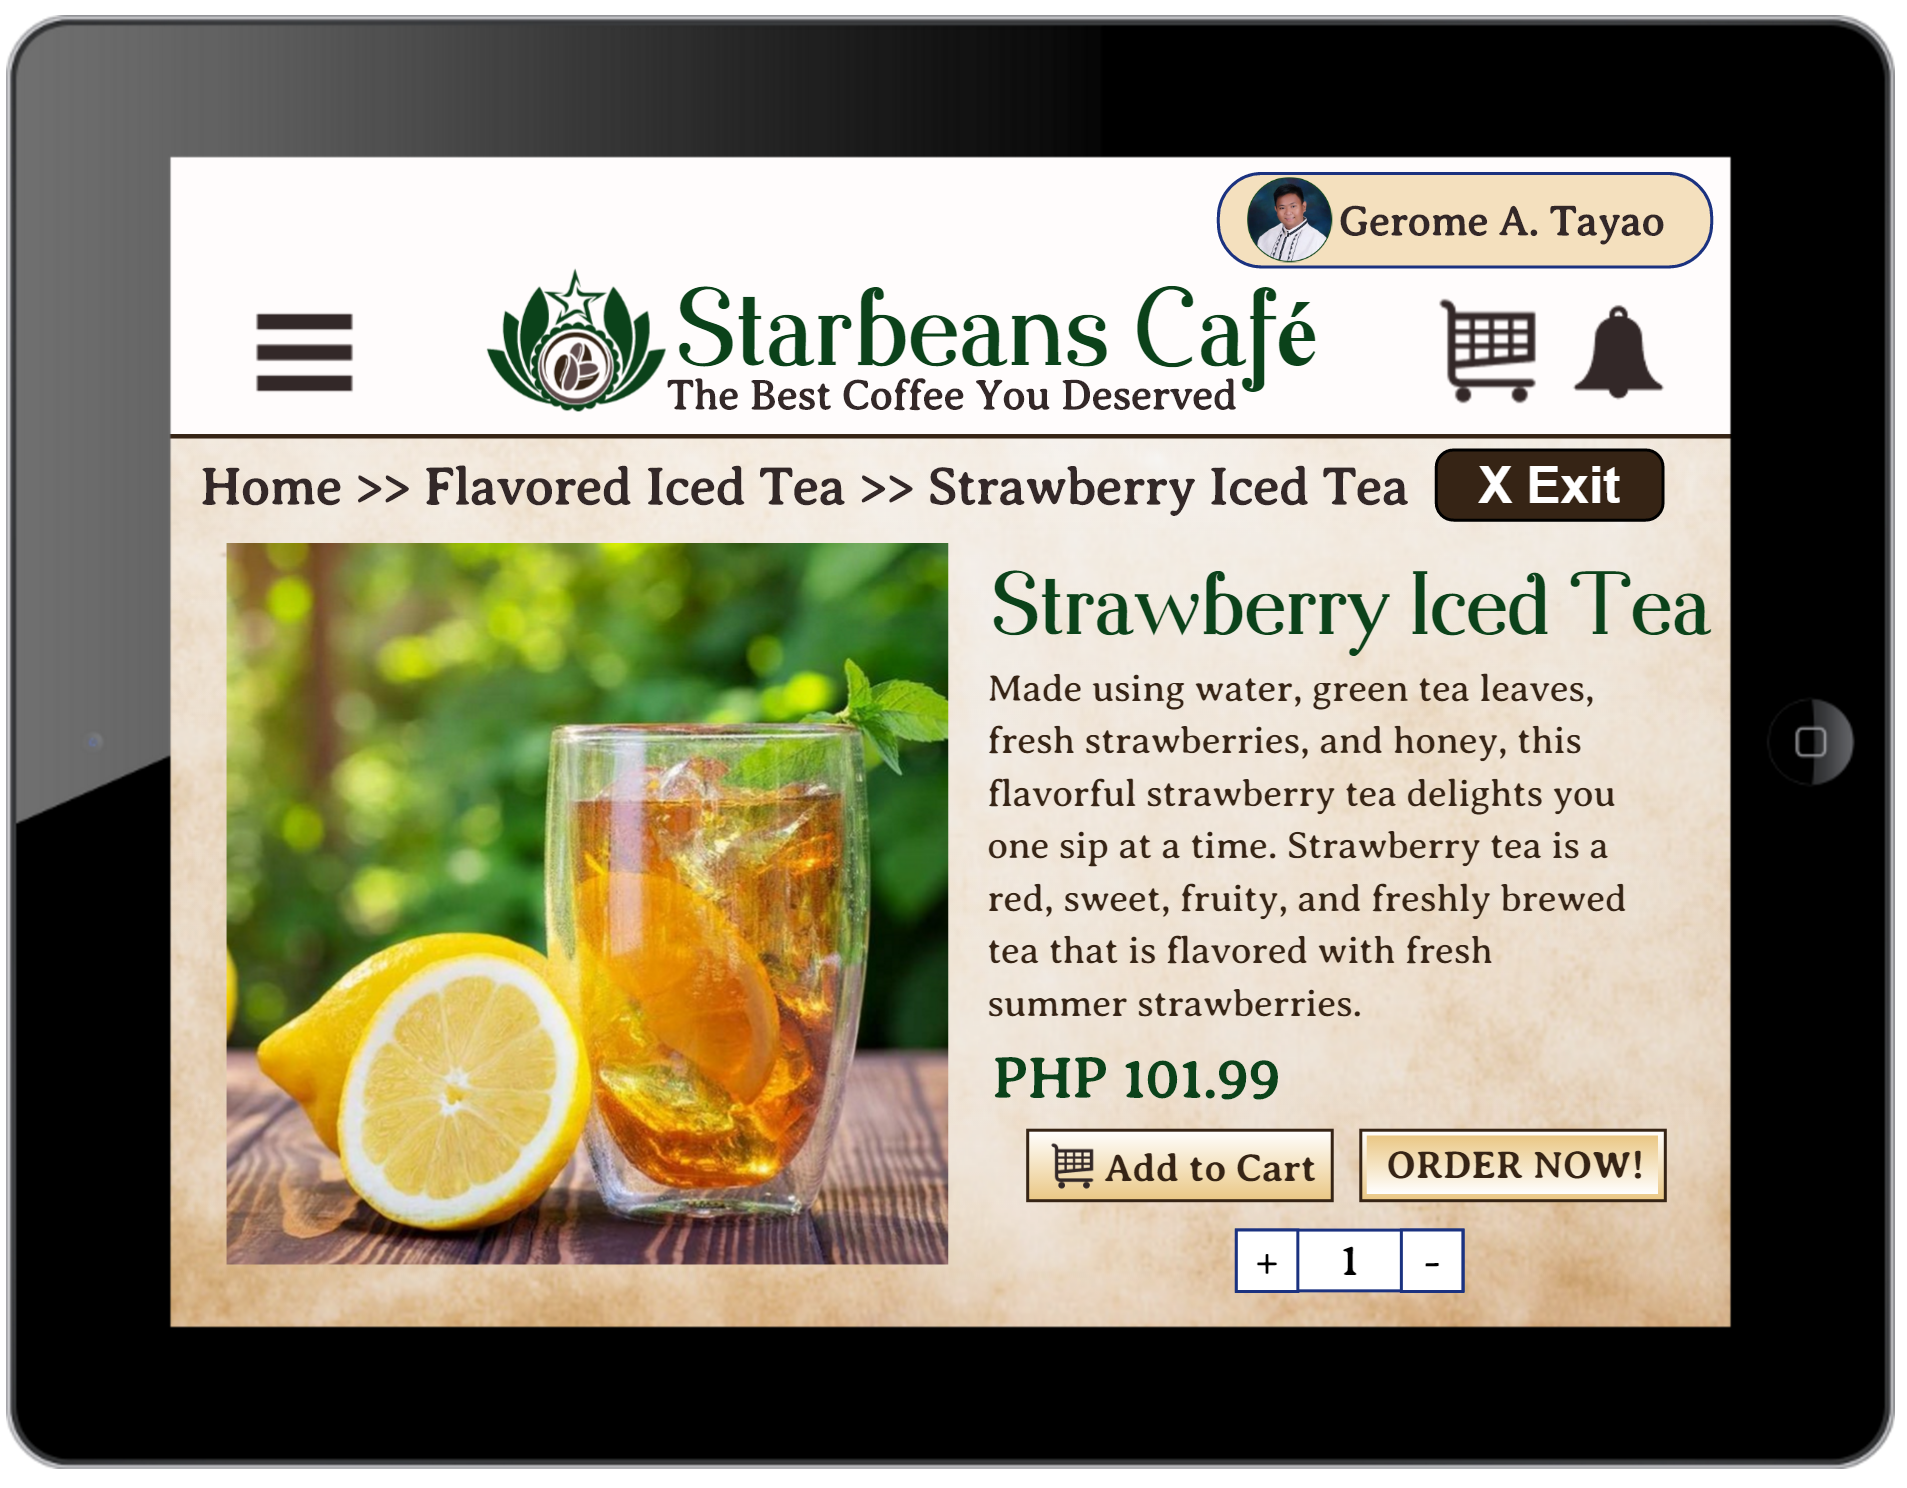 Gerome A. Tayao
Starbeans Café
The Best Coffee You Deserved
Home >> Flavored Iced Tea >> Strawberry Iced Tea
X Exit
Strawberry Iced Tea
Made using water, green tea leaves,
fresh strawberries, and honey, this
flavorful strawberry tea delights you
one sip at a time. Strawberry tea is a
red, sweet, fruity, and freshly brewed
tea that is flavored with fresh
summer strawberries.
PHP 101.99
Add to Cart
ORDER NOW!
+ 1 -